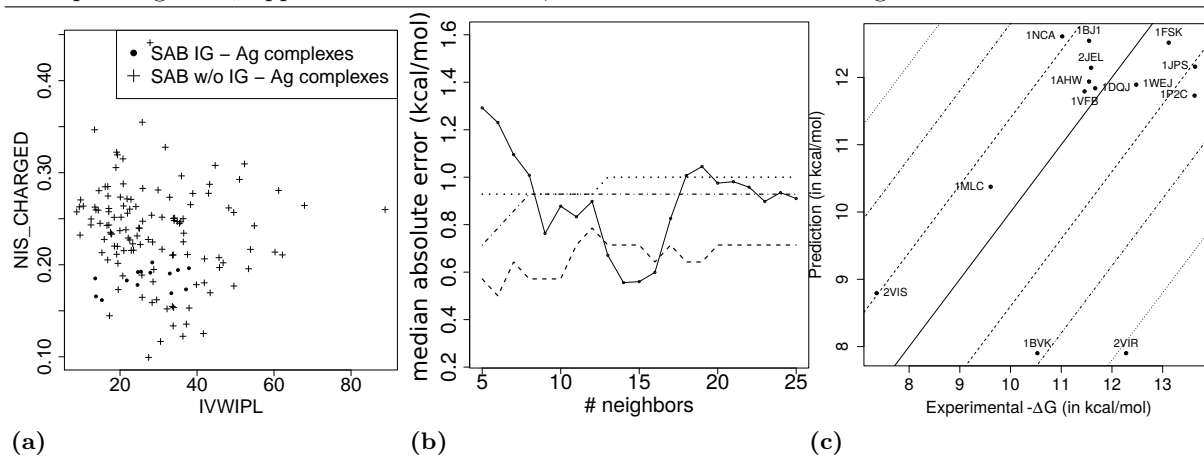 SAB IG – Ag complexes
SAB w/o IG – Ag complexes
NIS_CHARGED
0.40
0.30
0.20
0.10
20
40
60
80
IVWIPL
(a)
median absolute error (kcal/mol)
1.6
1.4
1.2
1.0
0.8
0.6
0.4
0.2
5
10
15
20
25
# neighbors
(b)
Prediction (in kcal/mol)
12
11
10
9
8
1NCA
1BJ1
1FSK
2JEL
1JPS
1AHW
1DQJ
1WEJ
1VFB
1P2C
1MLC
2VIS
1BVK
2VIR
8
9
10
11
12
13
Experimental -ΔG (in kcal/mol)
(c)